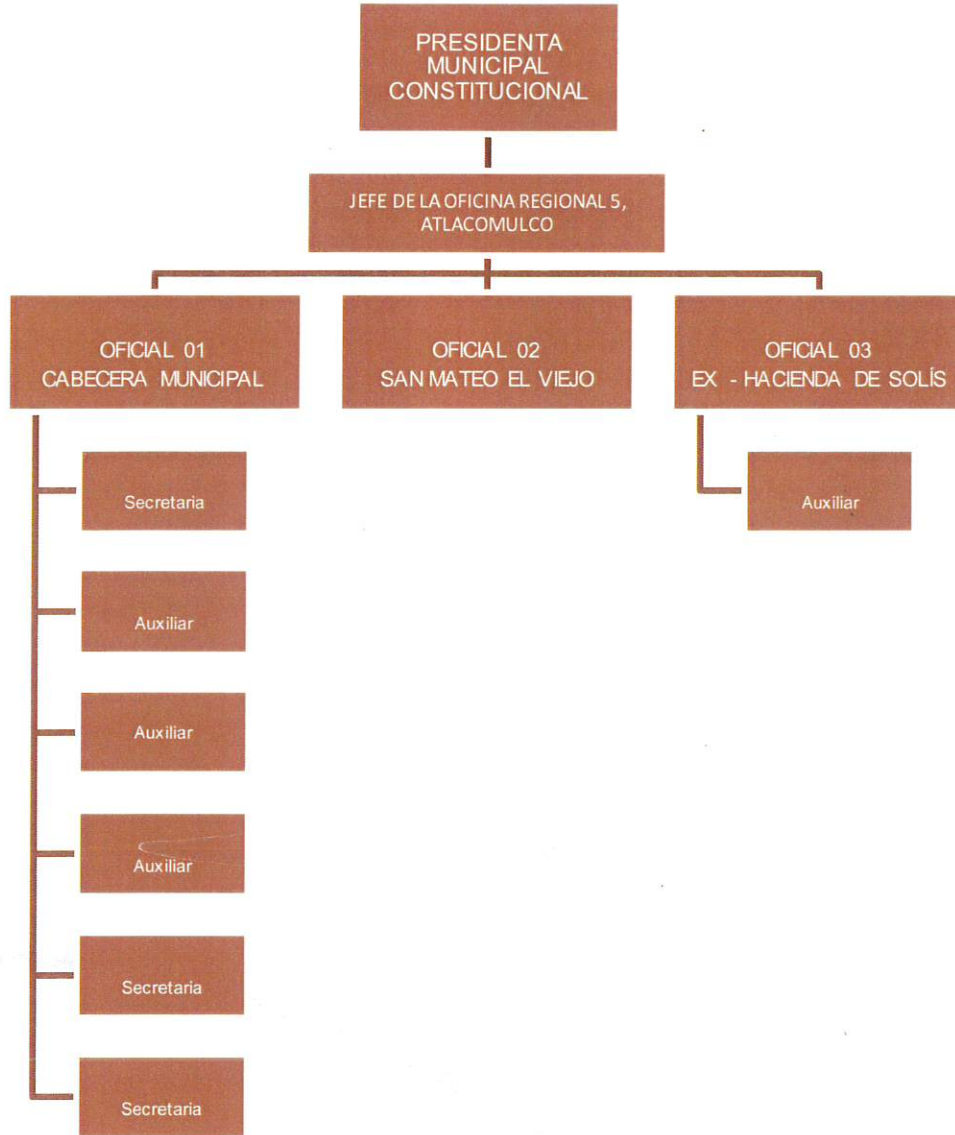 PRESIDENTA
MUNICIPAL
CONSTITUCIONAL
JEFE DE LA OFICINA REGIONAL 5,
ATLACOMULCO
OFICIAL 01
CABECERA MUNICIPAL
OFICIAL 02
SAN MATEO EL VIEJO
OFICIAL 03
EX - HACIENDA DE SOLÍS
Secretaria
Auxiliar
Auxiliar
Auxiliar
Secretaria
Secretaria
Auxiliar